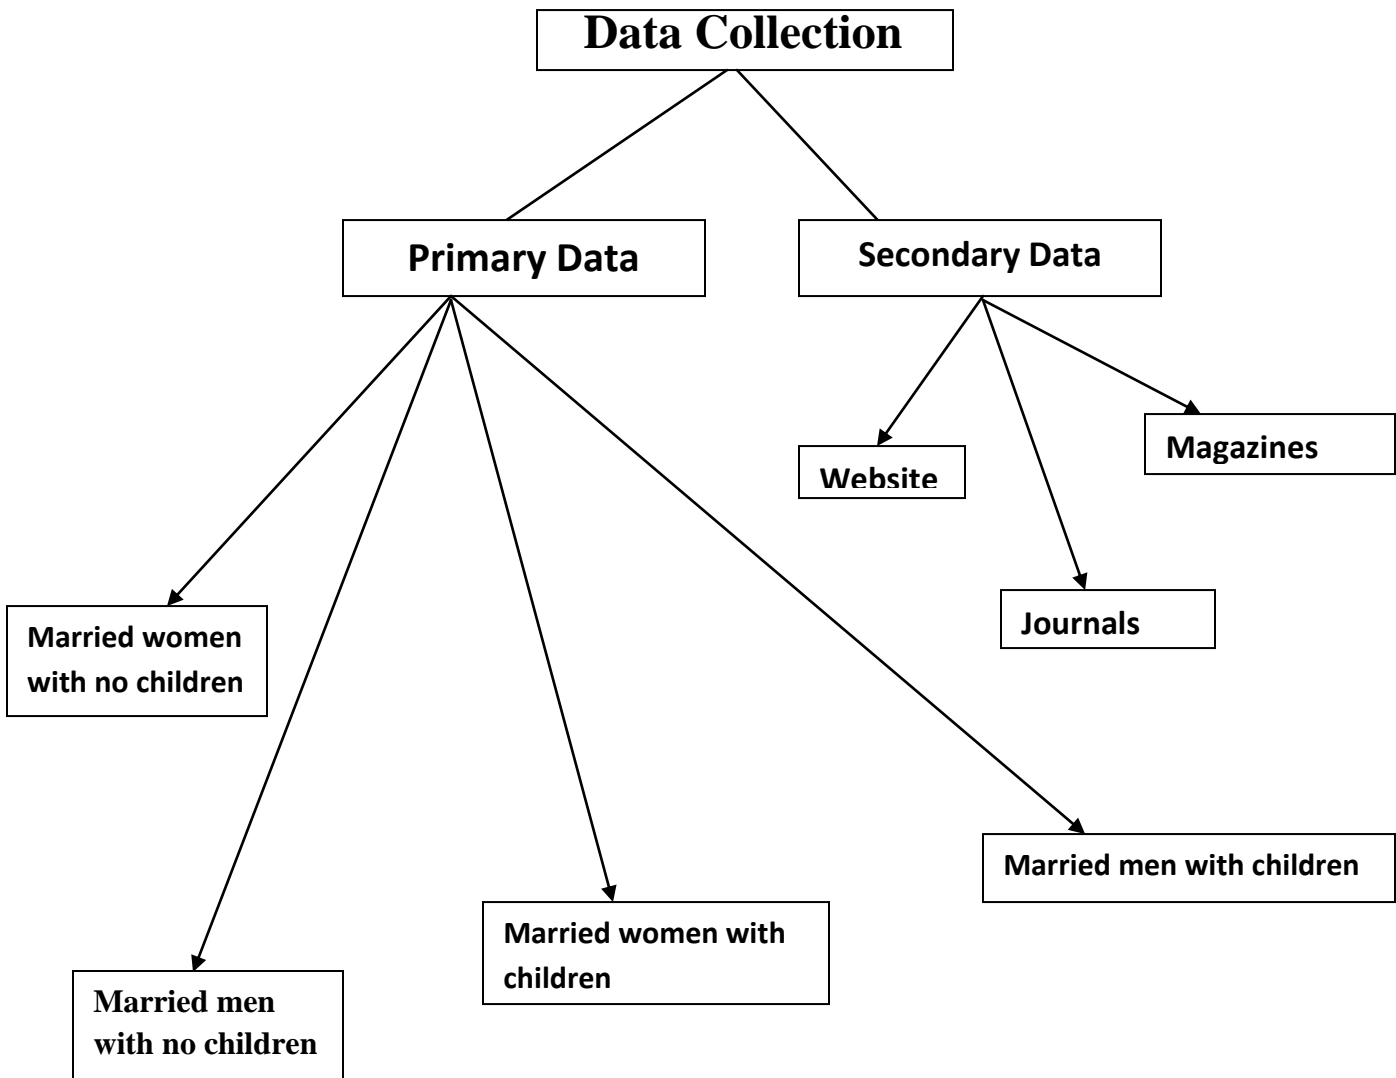 Data Collection
Primary Data
Secondary Data
Magazines
Website
Journals
Married women
with no children
Married men with children
Married women with
children
Married men
with no children